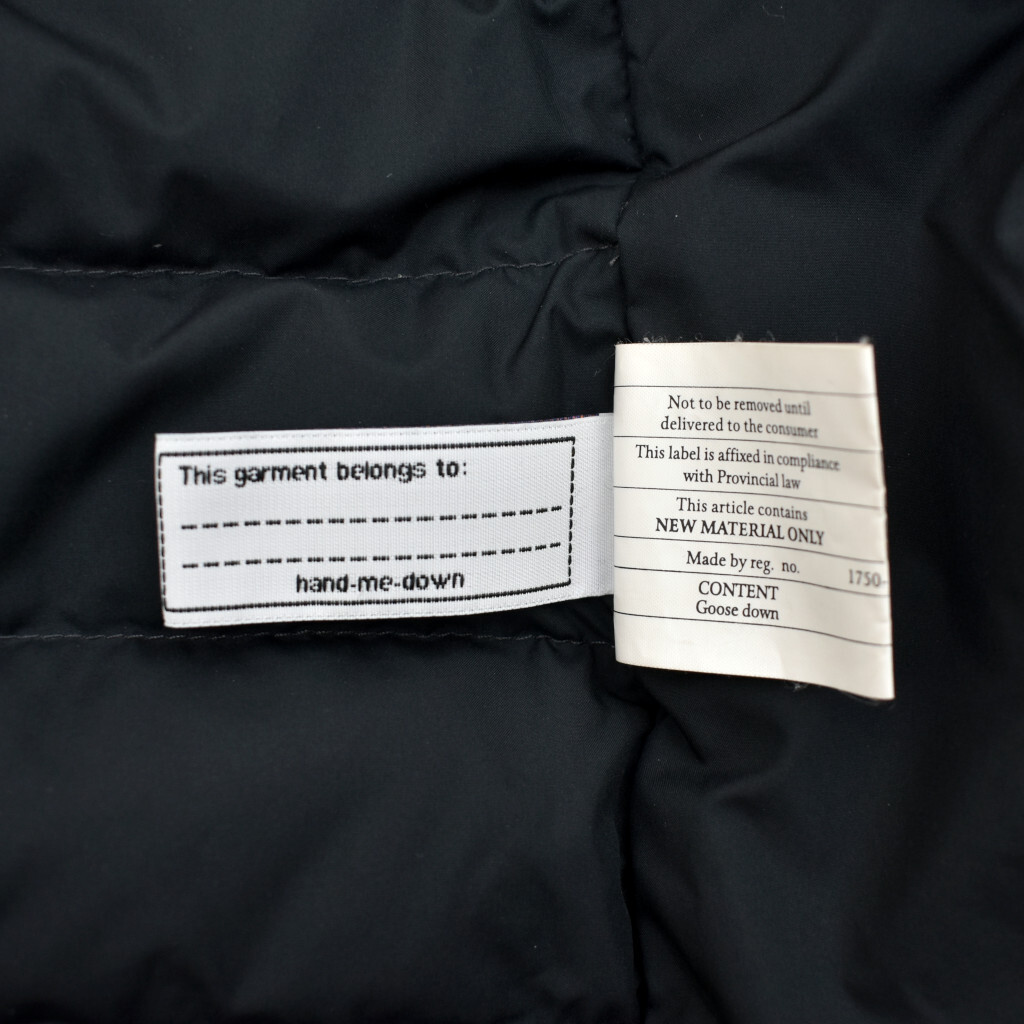 This garment belongs to:
hand-me-down
Not to be removed until
delivered to the consumer
This label is affixed in compliance
with Provincial law
This article contains
NEW MATERIAL ONLY
Made by reg. no. 1750-
CONTENT
Goose down